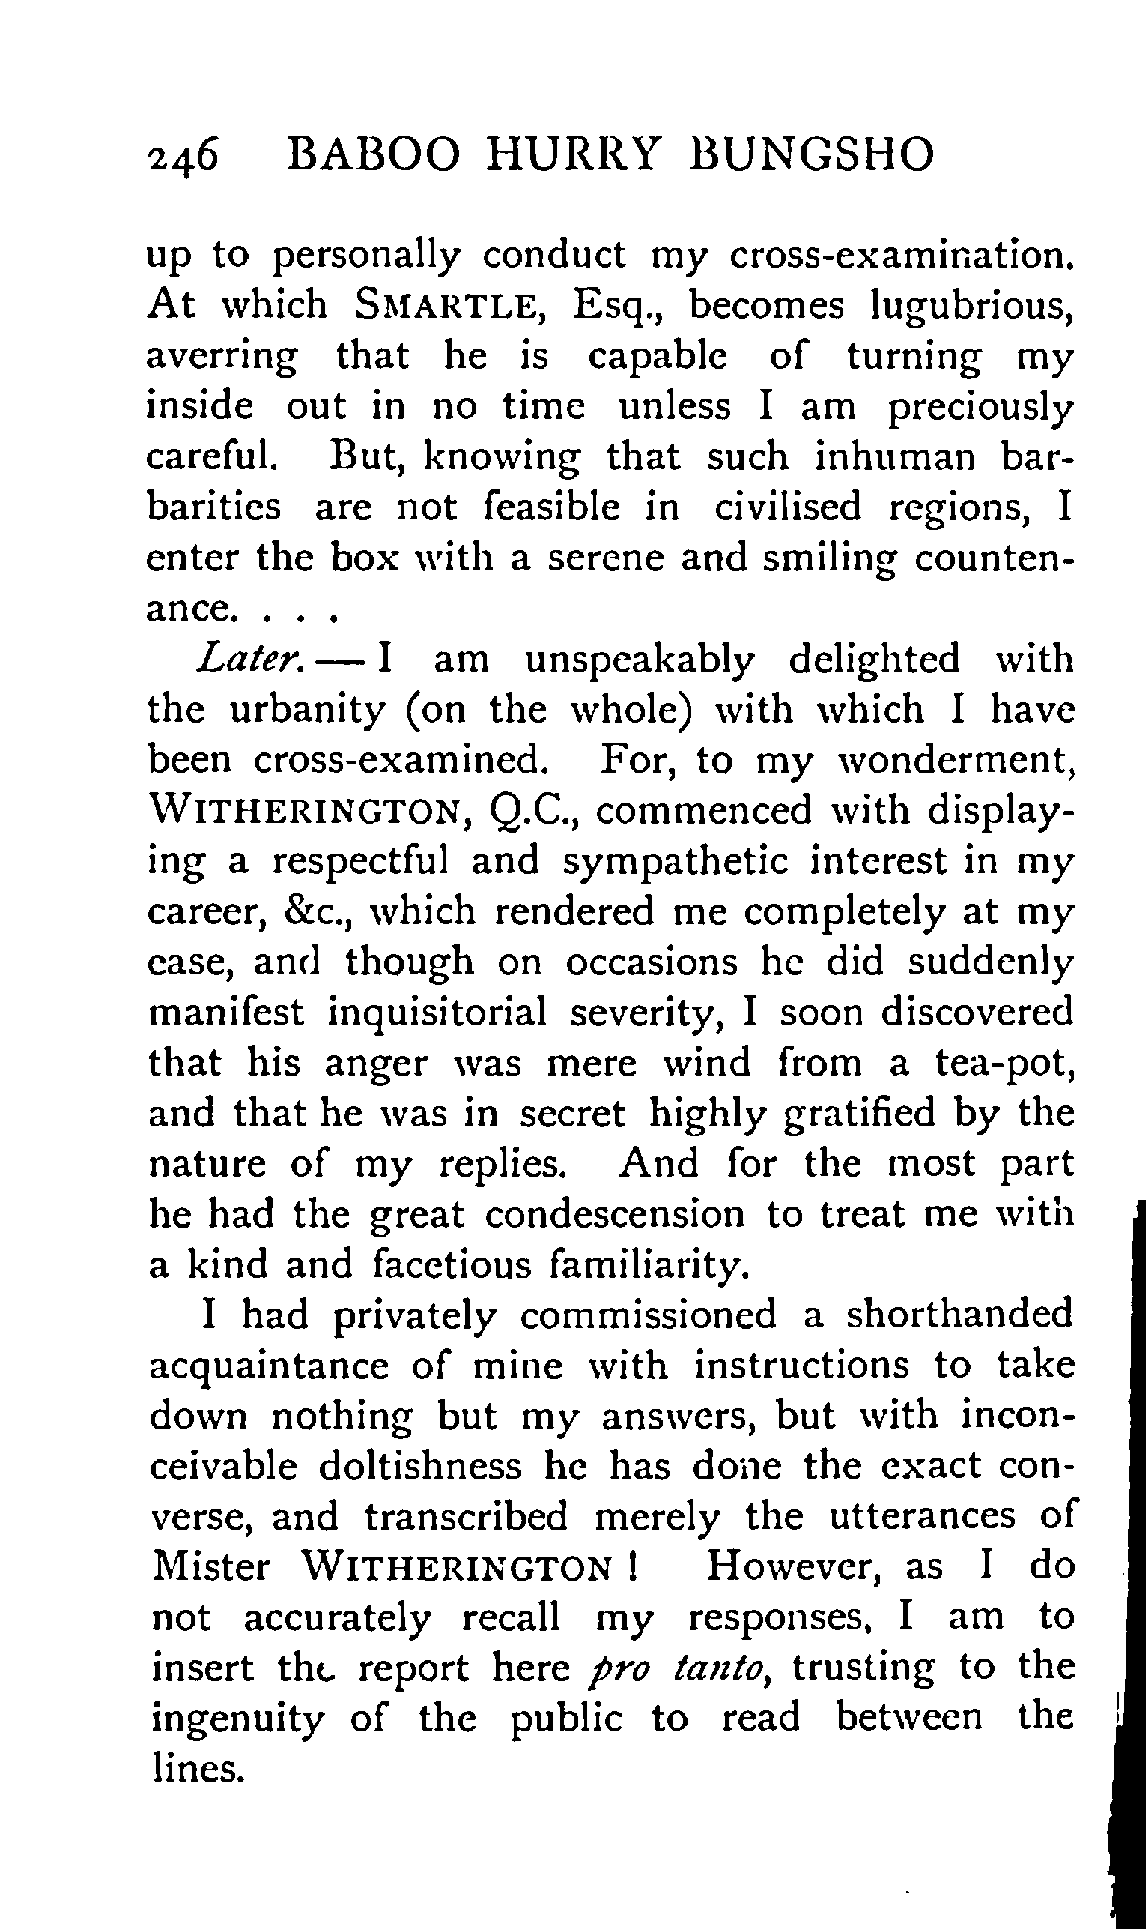 246 BABOO HURRY BUNGSHO
up to personally conduct my cross-examination.
At which SMARTLE, Esq., becomes lugubrious,
averring that he is capable of turning my
inside out in no time unless I am preciously
careful. But, knowing that such inhuman bar-
barities are not feasible in civilised regions, I
enter the box with a serene and smiling counten-
ance. . . .
Later. — I am unspeakably delighted with
the urbanity (on the whole) with which I have
been cross-examined. For, to my wonderment,
WITHERINGTON, Q.C., commenced with display-
ing a respectful and sympathetic interest in my
career, &c., which rendered me completely at my
ease, and though on occasions he did suddenly
manifest inquisitorial severity, I soon discovered
that his anger was mere wind from a tea-pot,
and that he was in secret highly gratified by the
nature of my replies. And for the most part
he had the great condescension to treat me with
a kind and facetious familiarity.
I had privately commissioned a shorthanded
acquaintance of mine with instructions to take
down nothing but my answers, but with incon-
ceivable doltishness he has done the exact con-
verse, and transcribed merely the utterances of
Mister WITHERINGTON ! However, as I do
not accurately recall my responses, I am to
insert the report here pro tanto, trusting to the
ingenuity of the public to read between the
lines.